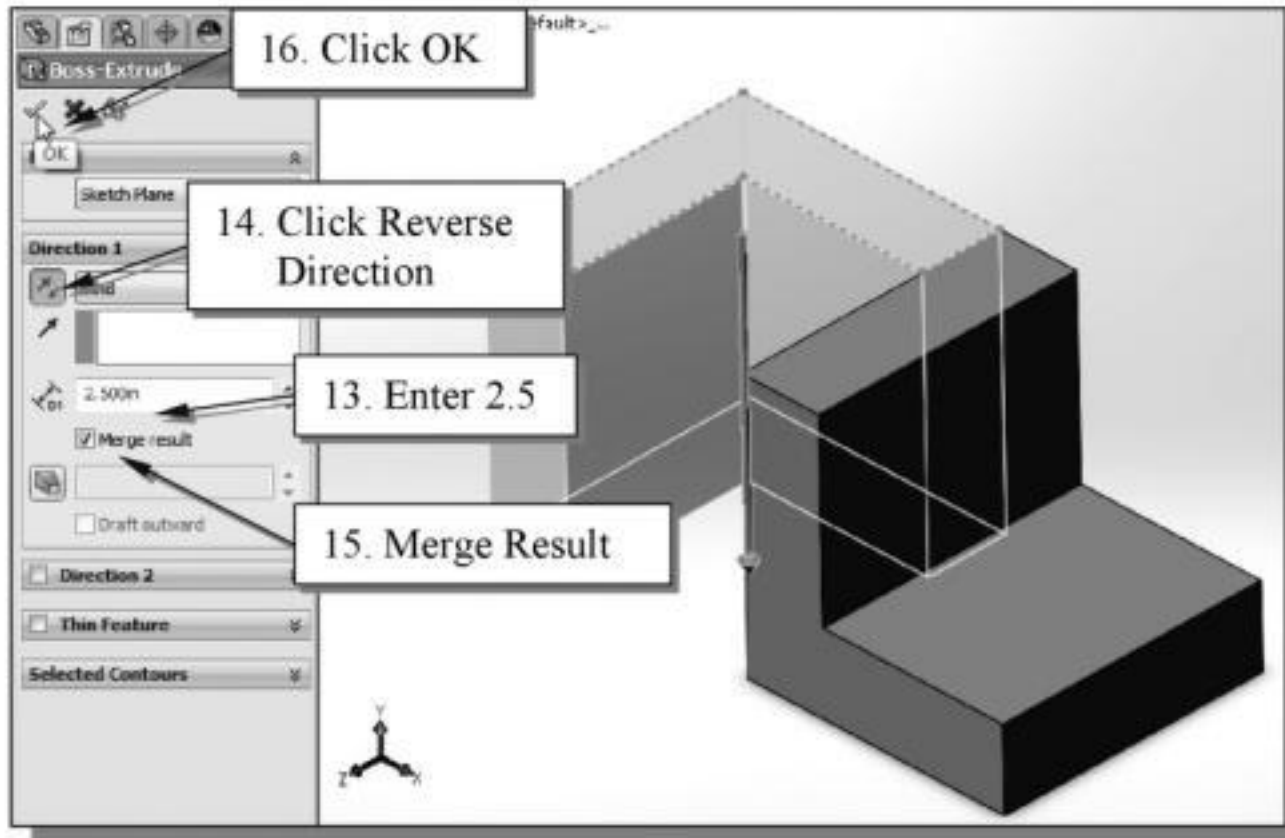 efault>_...
16. Click OK
Boss-Extrude
OK
Sketch Plane
14. Click Reverse
Direction
Direction 1
2.500in
13. Enter 2.5
Merge result
Draft outward
15. Merge Result
Direction 2
Thin Feature
Selected Contours
Y
Z
X